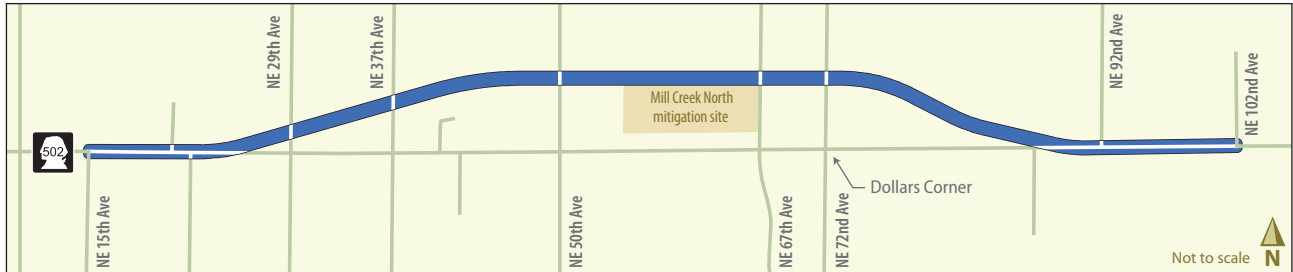 NE 29th Ave
NE 37th Ave
NE 92nd Ave
NE 102nd Ave
Mill Creek North
mitigation site
502
Dollars Corner
NE 15th Ave
NE 50th Ave
NE 67th Ave
NE 72nd Ave
Not to scale
N